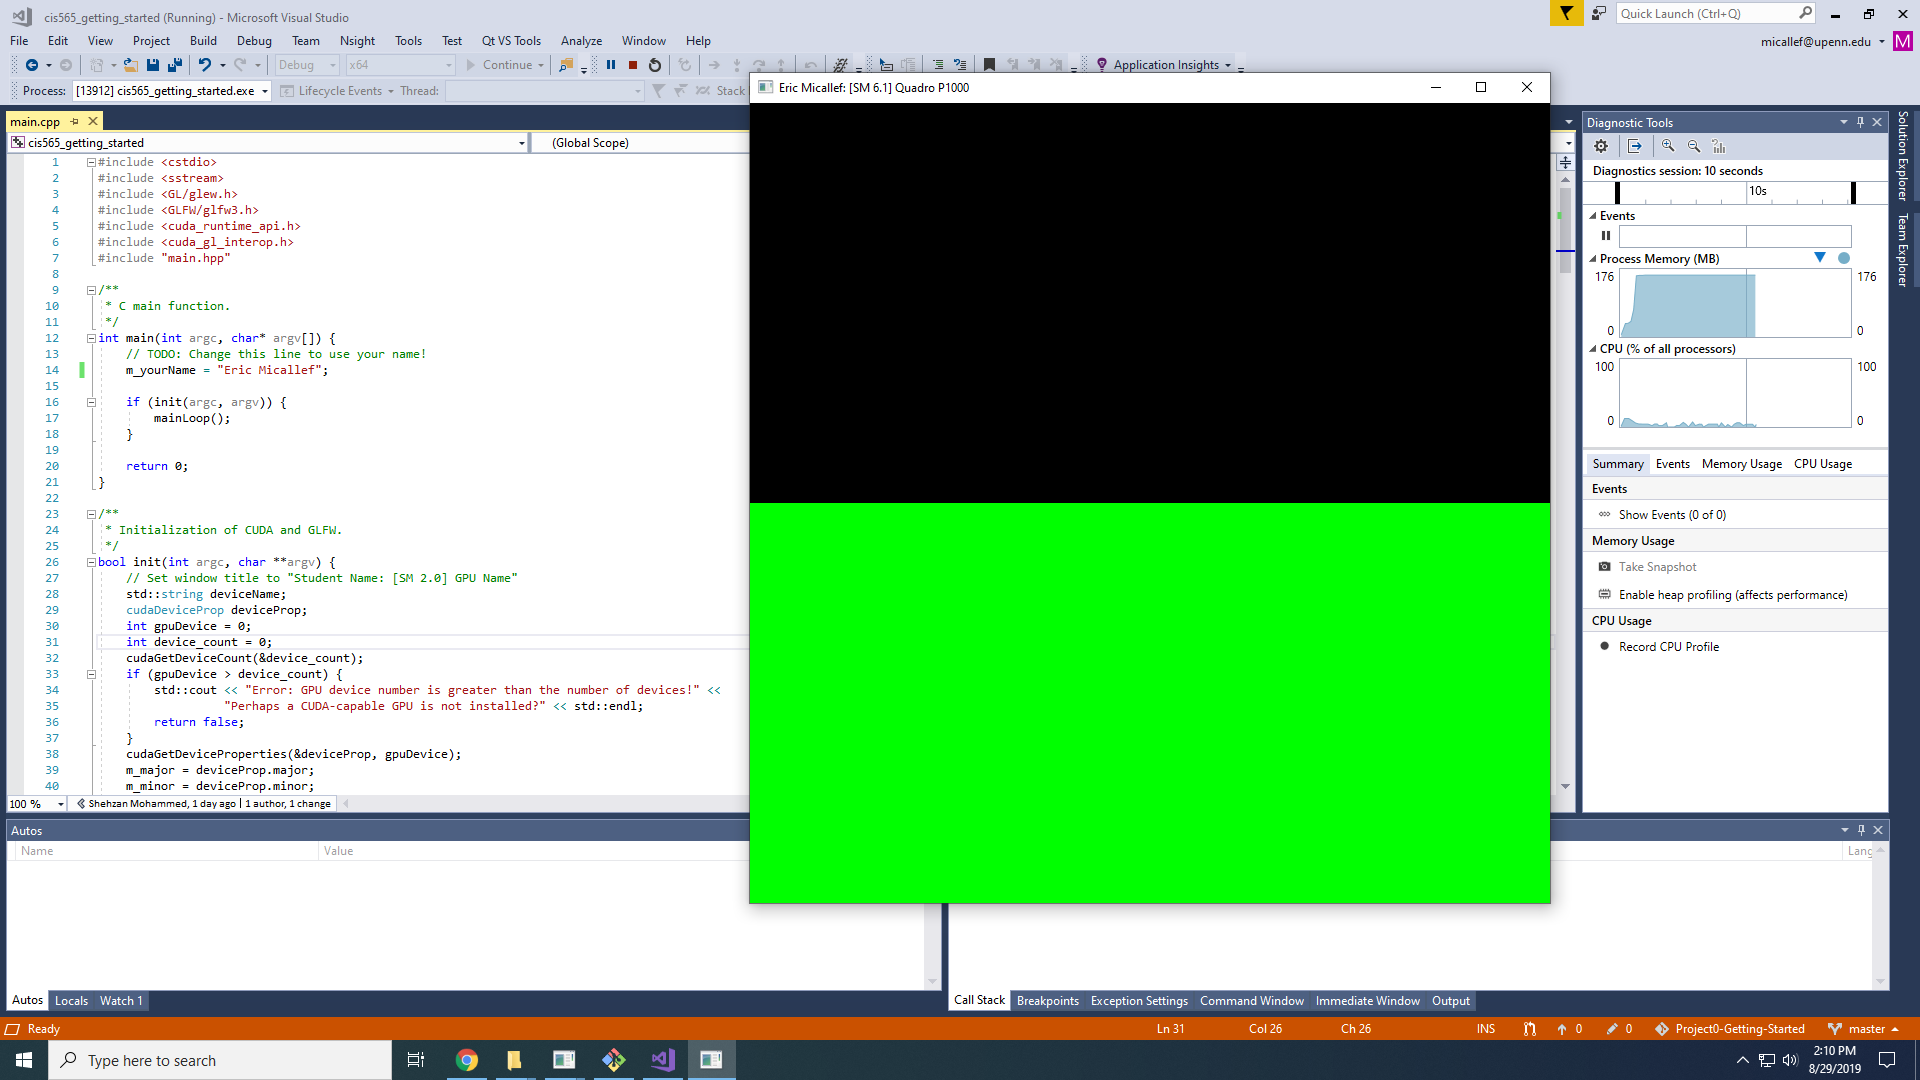 cis565_getting_started (Running) - Microsoft Visual Studio
Quick Launch (Ctrl+Q)
File Edit View Project Build Debug Team Nsight Tools Test Qt VS Tools Analyze Window Help
micallef@upenn.edu M
Debug x64 Continue Application Insights
Process: [13912] cis565_getting_started.exe Lifecycle Events Thread: Stack
Eric Micallef: [SM 6.1] Quadro P1000
main.cpp
cis565_getting_started (Global Scope)
1 #include <cstdio>
2 #include <sstream>
3 #include <GL/glew.h>
4 #include <GLFW/glfw3.h>
5 #include <cuda_runtime_api.h>
6 #include <cuda_gl_interop.h>
7 #include "main.hpp"
8
9 /**
10 * C main function.
11 */
12 int main(int argc, char* argv[]) {
13 // TODO: Change this line to use your name!
14 m_yourName = "Eric Micallef";
15
16 if (init(argc, argv)) {
17 mainLoop();
18 }
19
20 return 0;
21 }
22
23 /**
24 * Initialization of CUDA and GLFW.
25 */
26 bool init(int argc, char **argv) {
27 // Set window title to "Student Name: [SM 2.0] GPU Name"
28 std::string deviceName;
29 cudaDeviceProp deviceProp;
30 int gpuDevice = 0;
31 int device_count = 0;
32 cudaGetDeviceCount(&device_count);
33 if (gpuDevice > device_count) {
34 std::cout << "Error: GPU device number is greater than the number of devices!" <<
35 "Perhaps a CUDA-capable GPU is not installed?" << std::endl;
36 return false;
37 }
38 cudaGetDeviceProperties(&deviceProp, gpuDevice);
39 m_major = deviceProp.major;
40 m_minor = deviceProp.minor;
100 % Shehzan Mohammed, 1 day ago | 1 author, 1 change
Diagnostic Tools
Diagnostics session: 10 seconds
10s
Events
Process Memory (MB)
176 176
0 0
CPU (% of all processors)
100 100
0 0
Summary Events Memory Usage CPU Usage
Events
Show Events (0 of 0)
Memory Usage
Take Snapshot
Enable heap profiling (affects performance)
CPU Usage
Record CPU Profile
Solution Explorer
Team Explorer
Autos
Name Value
Lang
Autos Locals Watch 1
Call Stack Breakpoints Exception Settings Command Window Immediate Window Output
Ready Ln 31 Col 26 Ch 26 INS 0 0 Project0-Getting-Started master
Type here to search
2:10 PM
8/29/2019